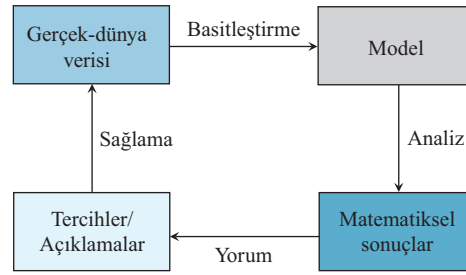 Gerçek-dünya
verisi
Basitleştirme
Model
Sağlama
Analiz
Tercihler/
Açıklamalar
Yorum
Matematiksel
sonuçlar